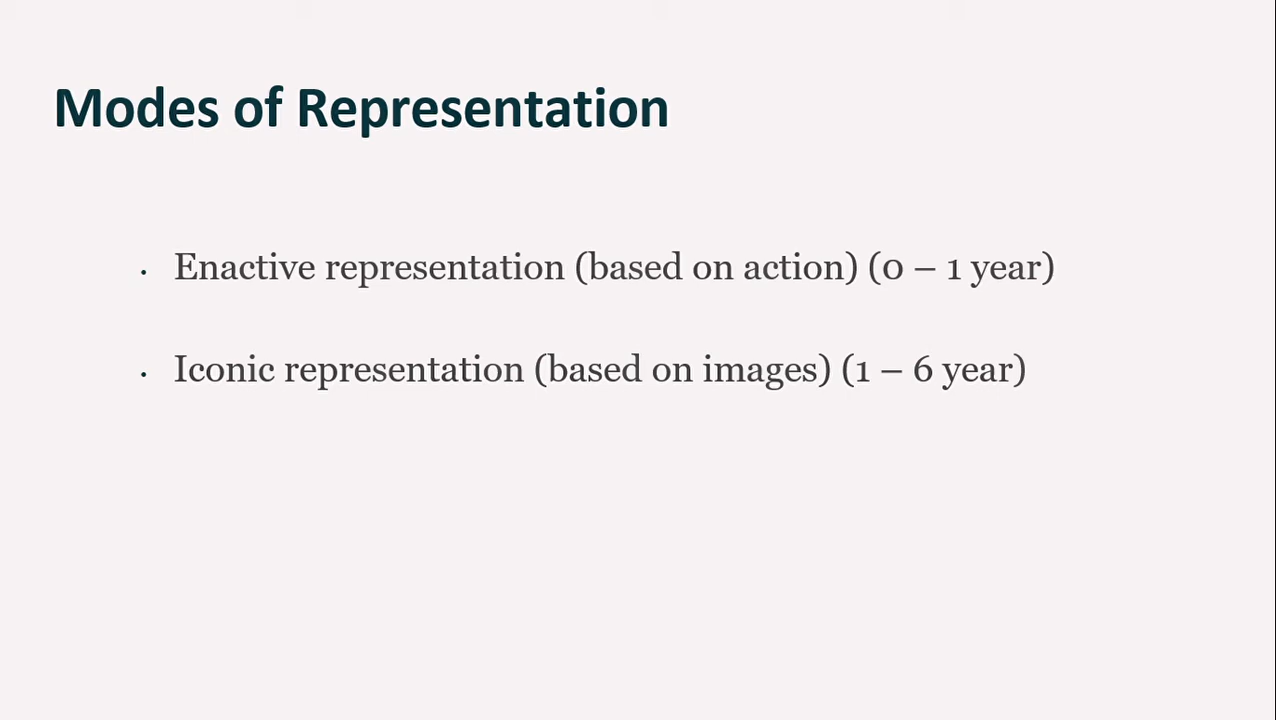 Modes of Representation
· Enactive representation (based on action) (0 – 1 year)
· Iconic representation (based on images) (1 – 6 year)